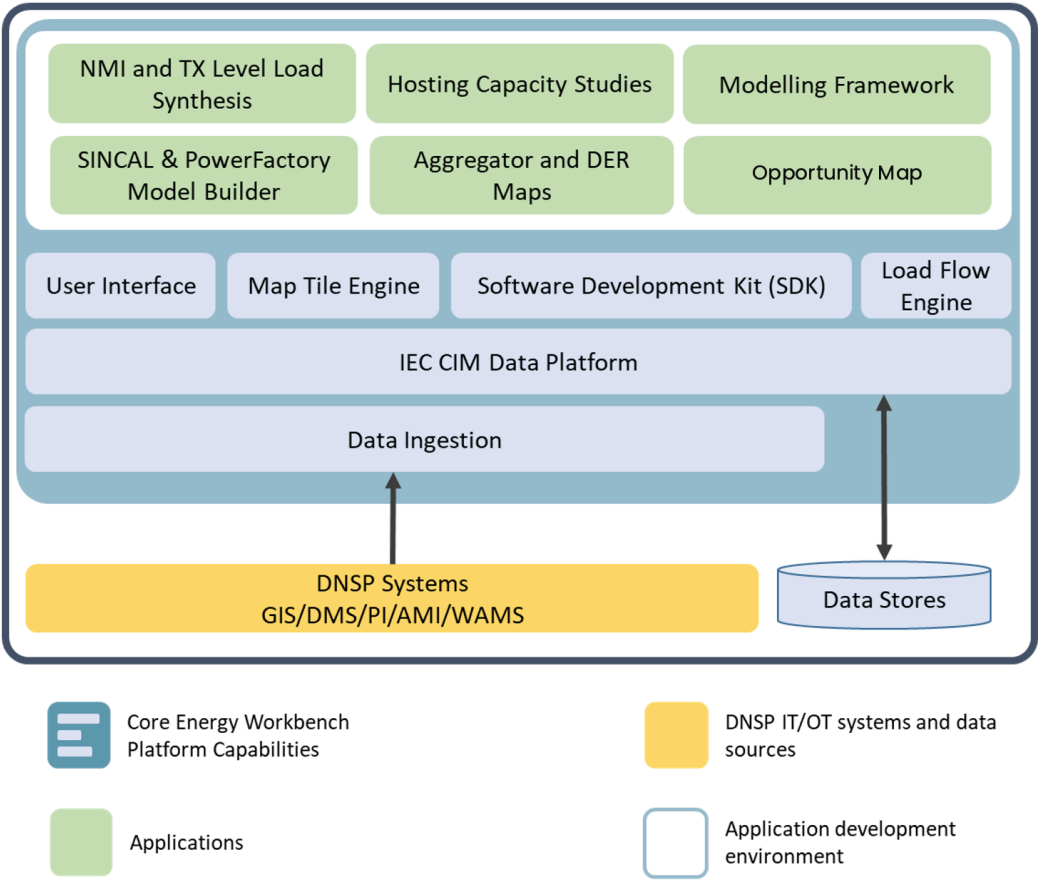 NMI and TX Level Load
Synthesis
Hosting Capacity Studies
Modelling Framework
SINCAL & PowerFactory
Model Builder
Aggregator and DER
Maps
Opportunity Map
User Interface
Map Tile Engine
Software Development Kit (SDK)
Load Flow
Engine
IEC CIM Data Platform
Data Ingestion
DNSP Systems
GIS/DMS/PI/AMI/WAMS
Data Stores
Core Energy Workbench
Platform Capabilities
DNSP IT/OT systems and data
sources
Applications
Application development
environment